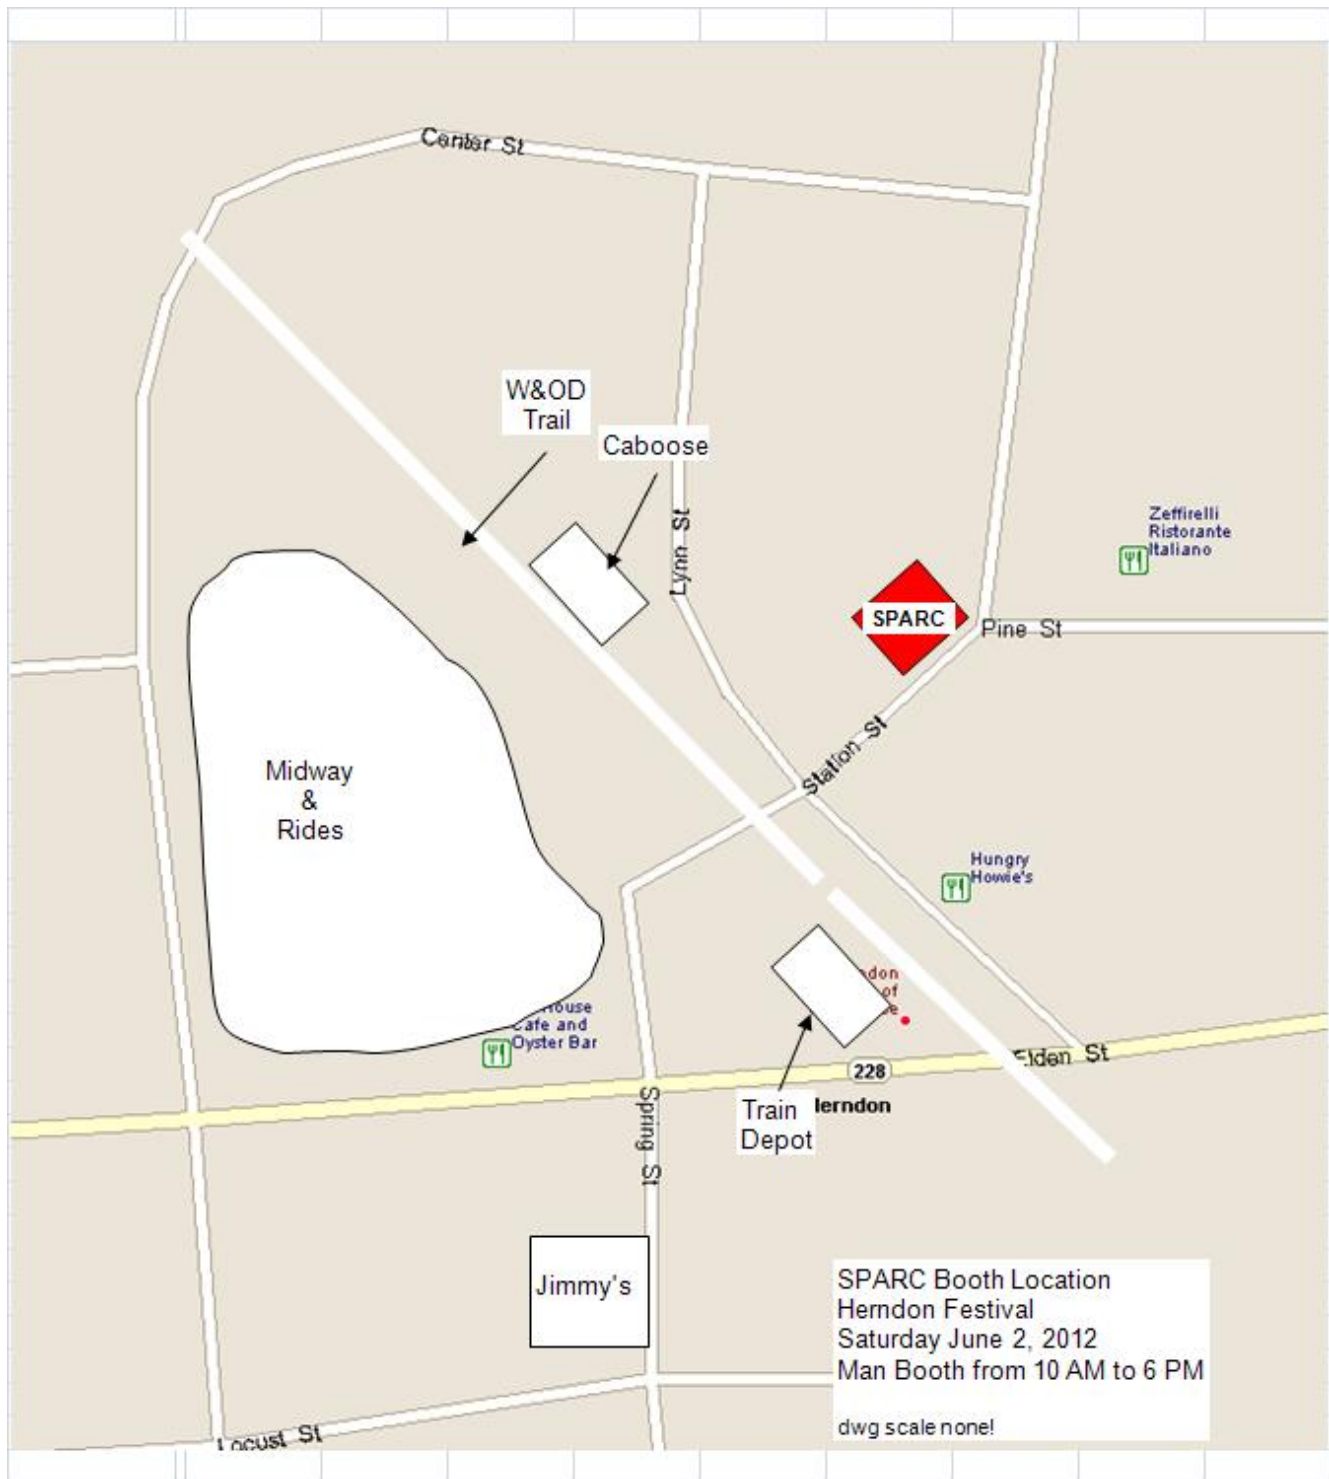 Center St
W&OD
Trail
Caboose
Lynn St
Zeffirelli
Ristorante
Italiano
SPARC
Pine St
Station St
Midway
&
Rides
Hungry
Howie's
of
House
Cafe and
Oyster Bar
Elden St
228
Train
Depot
Spring St
Jimmy's
SPARC Booth Location
Herndon Festival
Saturday June 2, 2012
Man Booth from 10 AM to 6 PM
dwg scale none!
Locust St